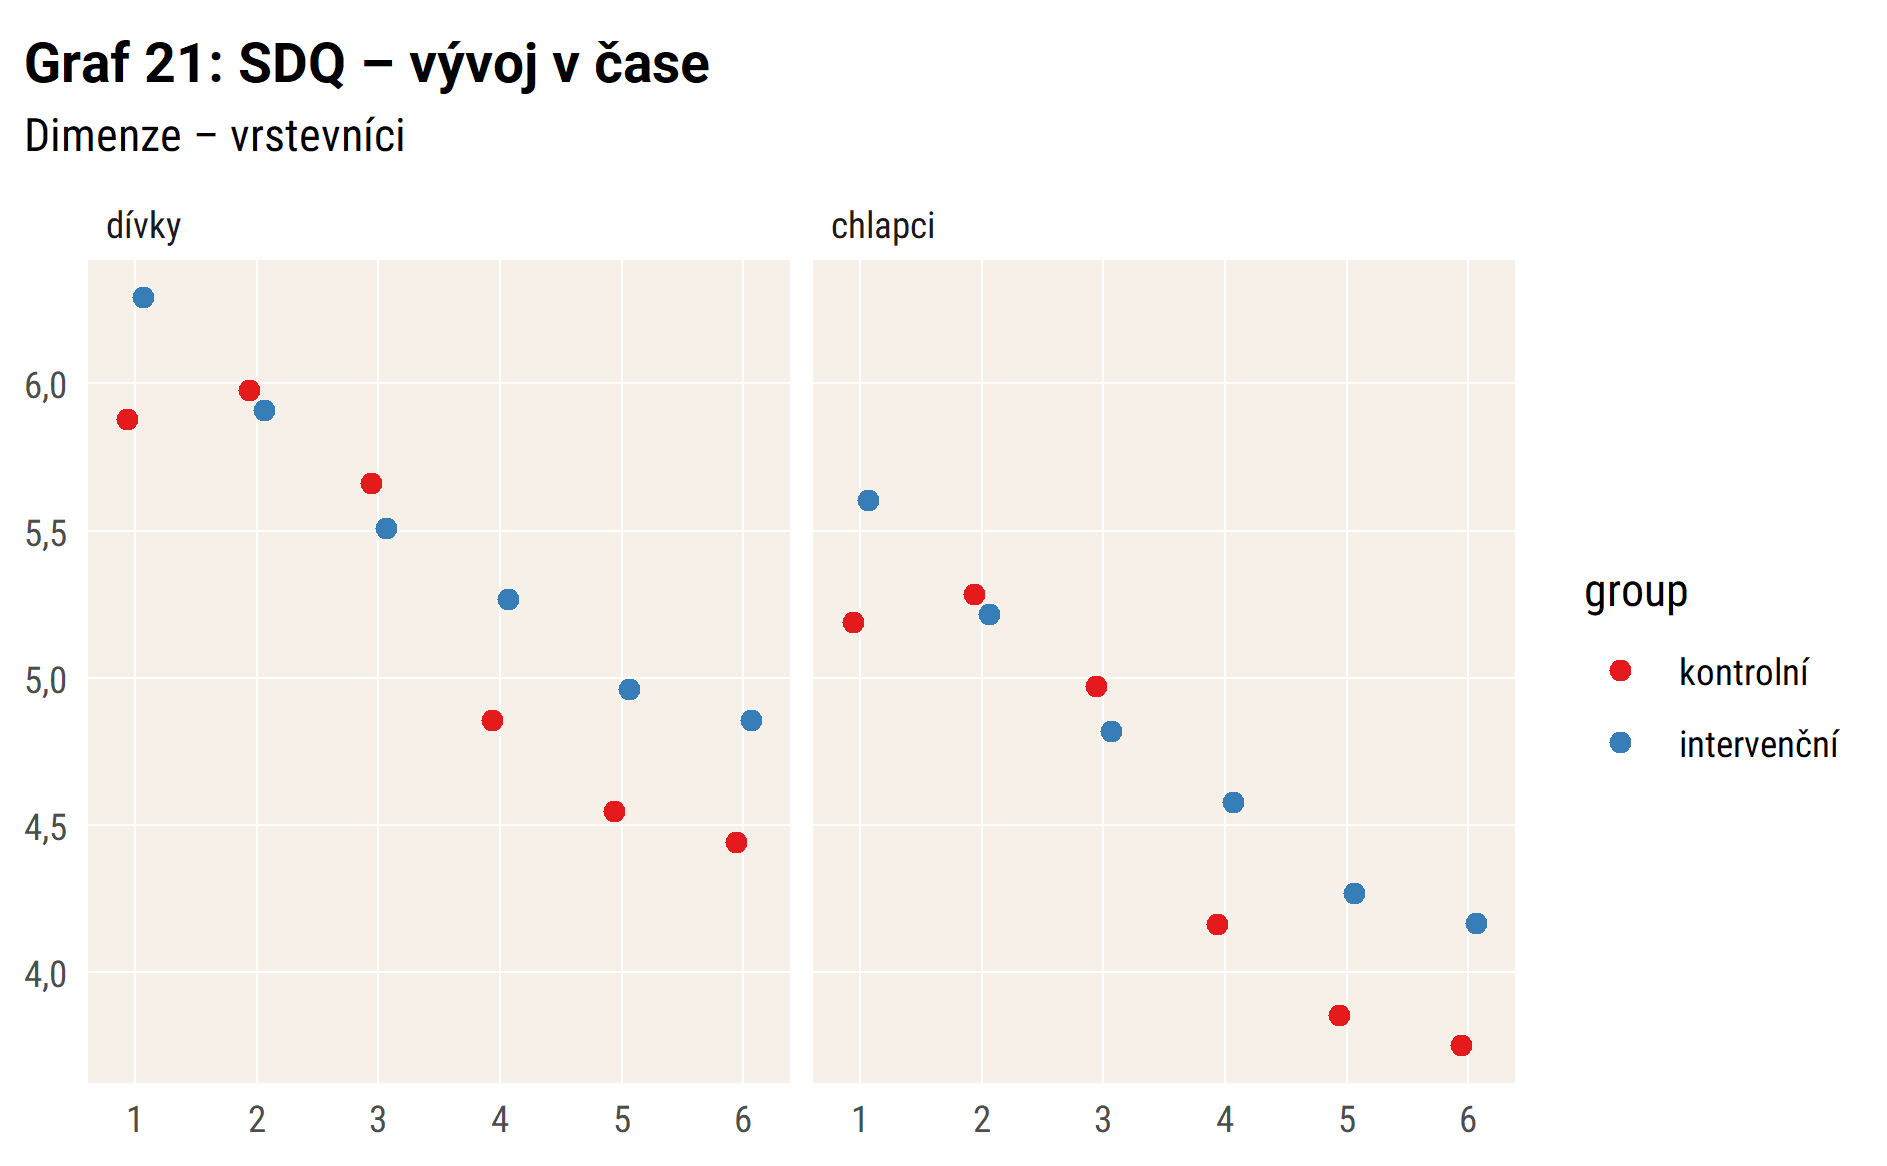 Graf 21: SDQ – vývoj v čase
Dimenze – vrstevníci
dívky
chlapci
6,0
5,5
5,0
4,5
4,0
1 2 3 4 5 6
1 2 3 4 5 6
group
kontrolní
intervenční